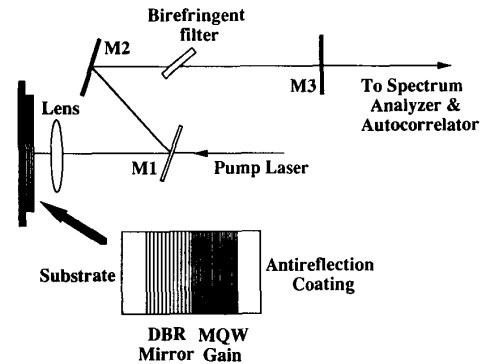 Birefringent
filter
M2
M3
To Spectrum
Analyzer &
Autocorrelator
Lens
M1
Pump Laser
Substrate
Antireflection
Coating
DBR MQW
Mirror Gain